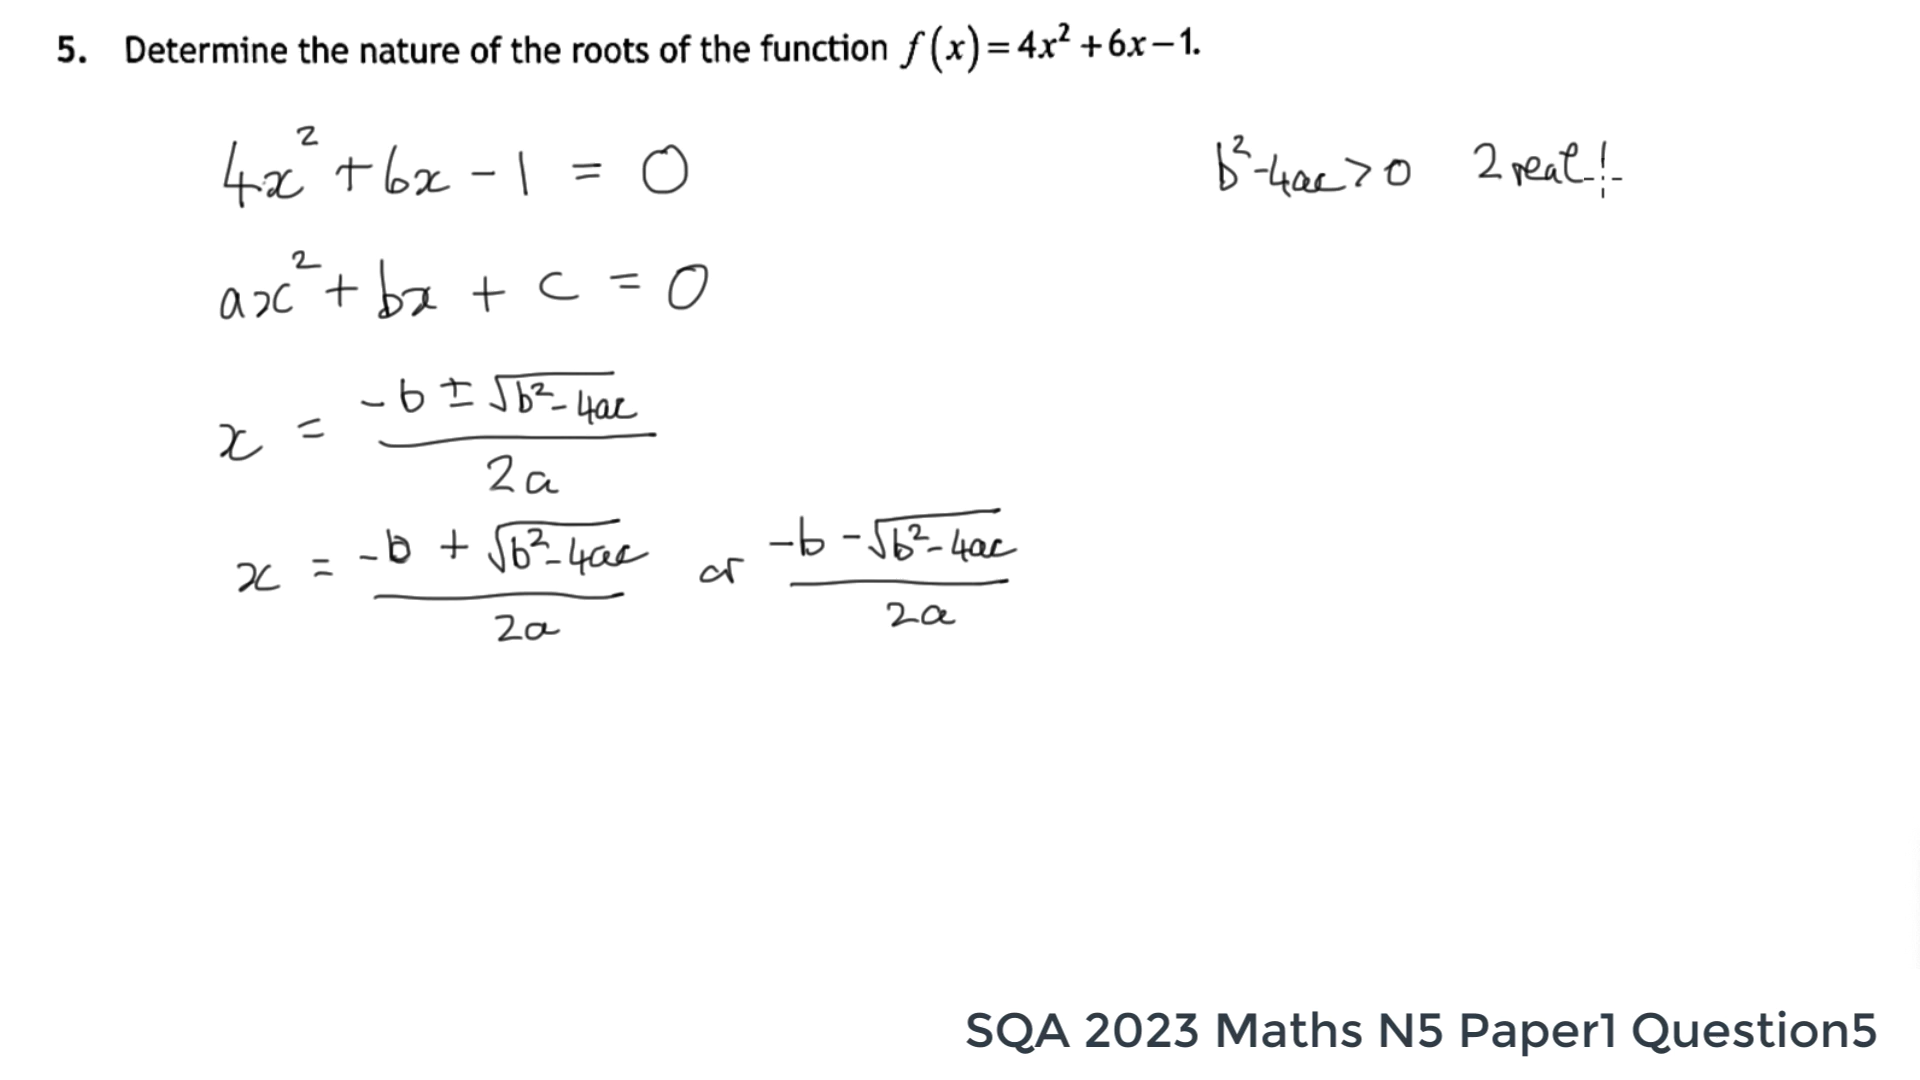 5. Determine the nature of the roots of the function f(x)=4x²+6x−1.
4x² + 6x - 1 = 0
b²-4ac > 0 2 real
ax² + bx + c = 0
x = (-b ± √(b²-4ac)) / 2a
x = (-b + √(b²-4ac)) / 2a or (-b - √(b²-4ac)) / 2a
SQA 2023 Maths N5 Paper1 Question5